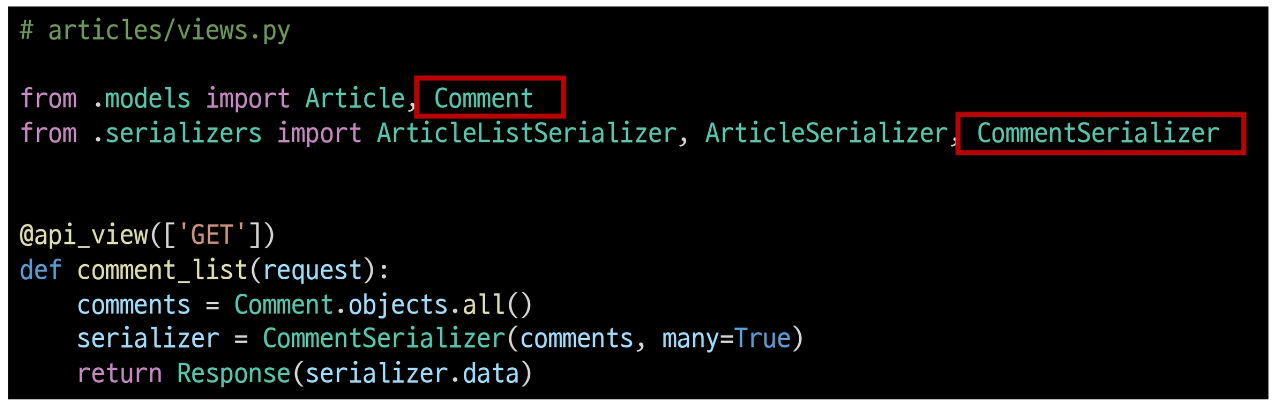 # articles/views.py
from .models import Article, Comment
from .serializers import ArticleListSerializer, ArticleSerializer, CommentSerializer
@api_view(['GET'])
def comment_list(request):
    comments = Comment.objects.all()
    serializer = CommentSerializer(comments, many=True)
    return Response(serializer.data)